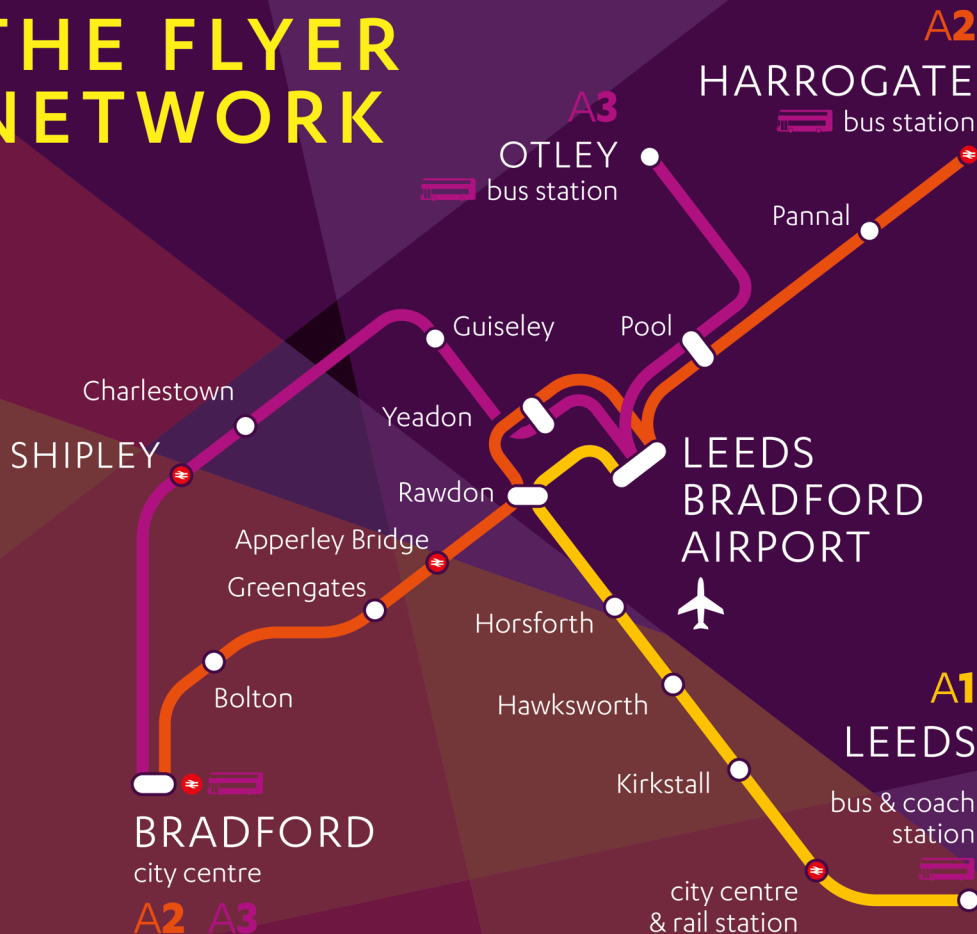 THE FLYER
NETWORK
A2
HARROGATE
bus station
A3
OTLEY
bus station
Pannal
Guiseley
Pool
Charlestown
Yeadon
SHIPLEY
LEEDS
BRADFORD
AIRPORT
Rawdon
Apperley Bridge
Greengates
Horsforth
Bolton
Hawksworth
A1
LEEDS
Kirkstall
bus & coach
station
BRADFORD
city centre
A2 A3
city centre
& rail station